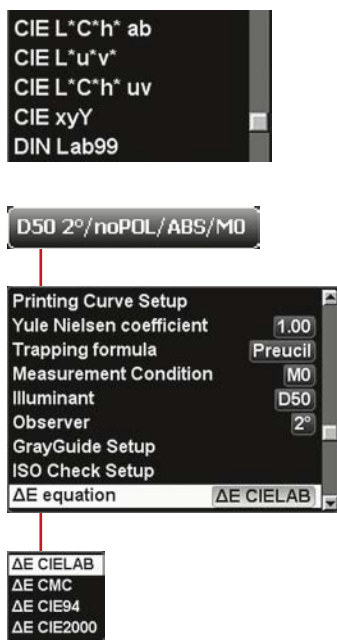 CIE L*C*h* ab
CIE L*u*v*
CIE L*C*h* uv
CIE xyY
DIN Lab99
D50 2°/noPOL/ABS/M0
Printing Curve Setup
Yule Nielsen coefficient 1.00
Trapping formula Preucil
Measurement Condition M0
Illuminant D50
Observer 2°
GrayGuide Setup
ISO Check Setup
ΔE equation ΔE CIELAB
ΔE CIELAB
ΔE CMC
ΔE CIE94
ΔE CIE2000